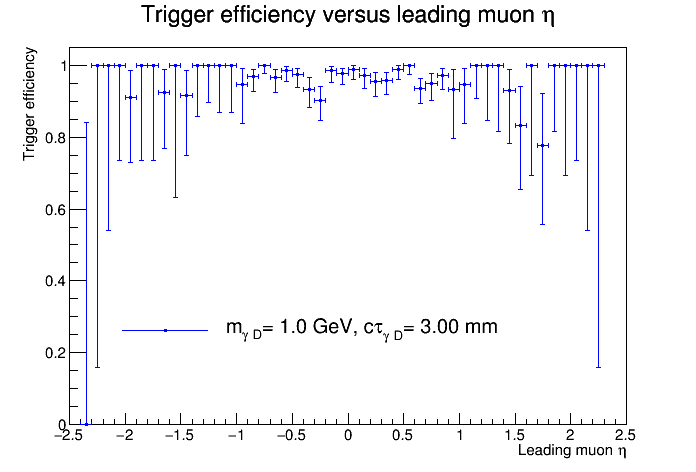 Trigger efficiency versus leading muon η
Trigger efficiency
1
0.8
0.6
0.4
0.2
0
m_γ D= 1.0 GeV, cτ_γ D= 3.00 mm
−2.5 −2 −1.5 −1 −0.5 0 0.5 1 1.5 2 2.5
Leading muon η